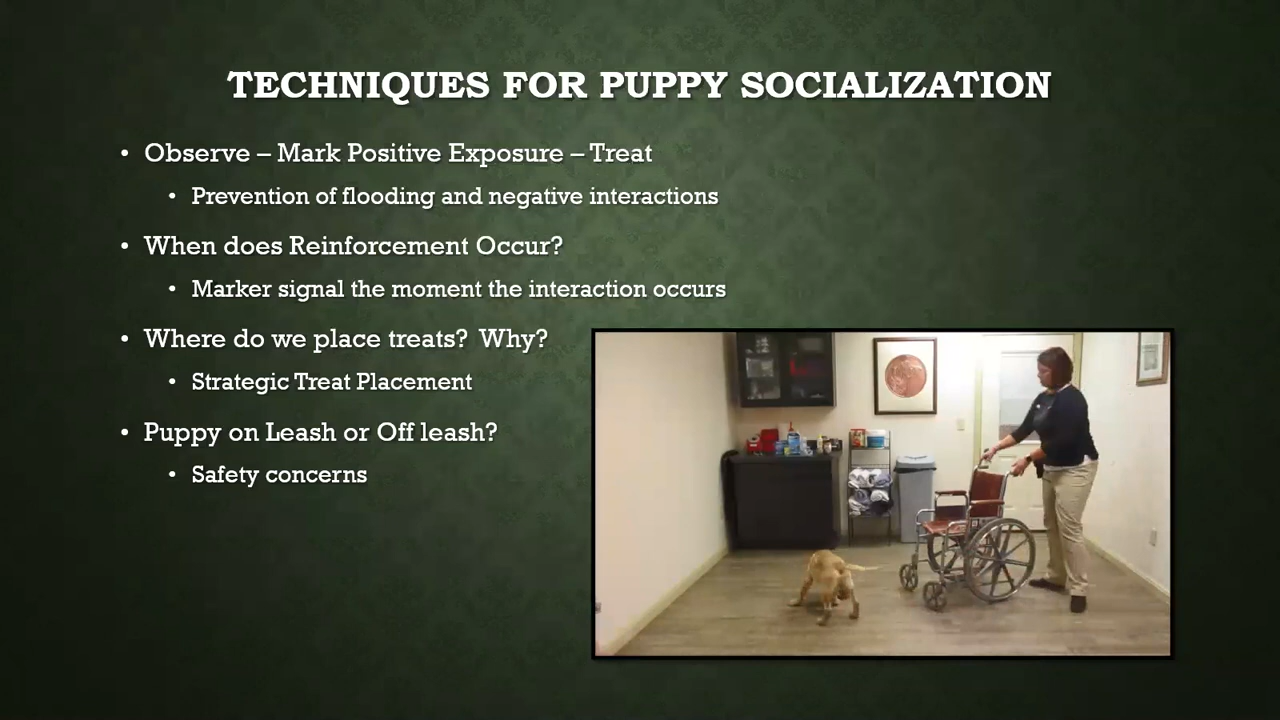 TECHNIQUES FOR PUPPY SOCIALIZATION
• Observe – Mark Positive Exposure – Treat
• Prevention of flooding and negative interactions
• When does Reinforcement Occur?
• Marker signal the moment the interaction occurs
• Where do we place treats?  Why?
• Strategic Treat Placement
• Puppy on Leash or Off leash?
• Safety concerns